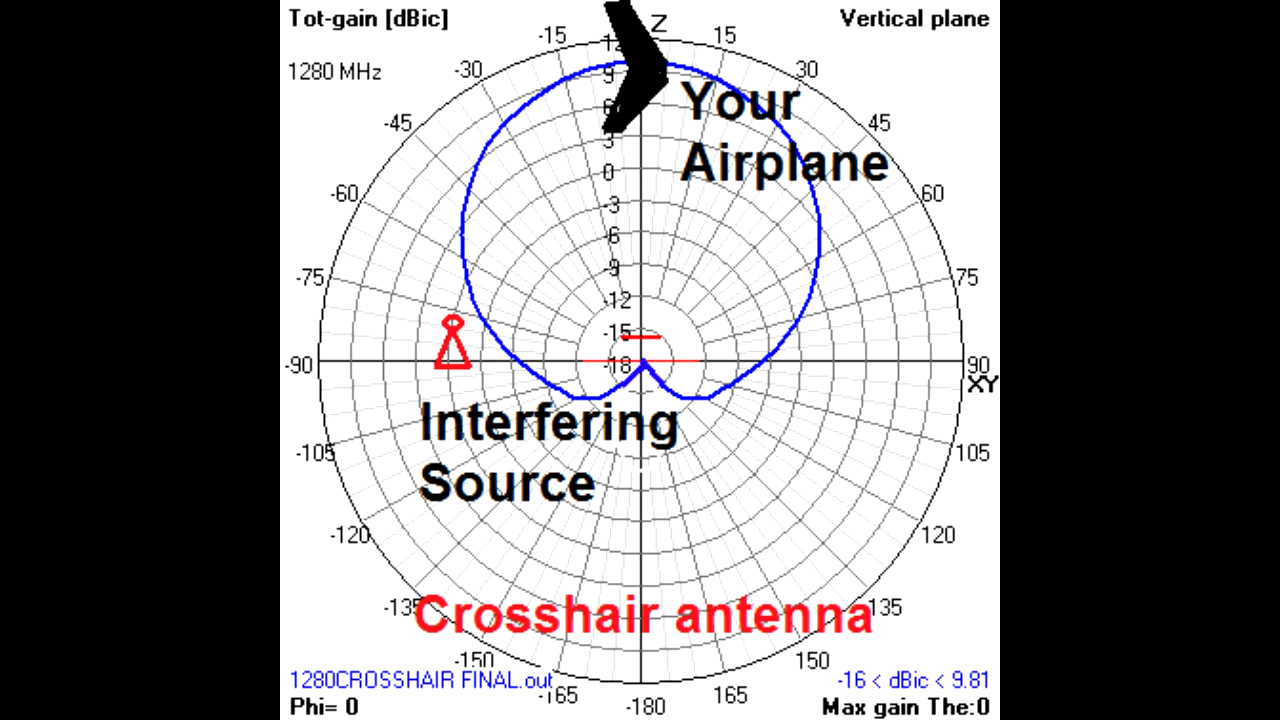 Tot-gain [dBic]
Z
Vertical plane
-15
15
12
1280 MHz
-30
30
9
Your
6
-45
45
3
Airplane
0
-60
60
-3
-6
-9
-75
75
-12
-15
-18
-90
90
XY
Interfering
-105
105
Source
-120
120
-135
135
Crosshair antenna
-150
150
1280CROSSHAIR FINAL.out
-16 < dBic < 9.81
-165
165
-180
Phi= 0
Max gain The:0